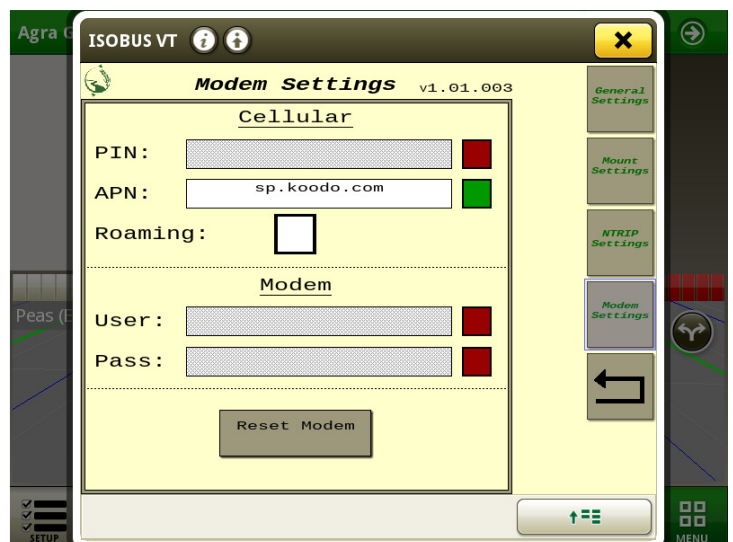 Agra G
ISOBUS VT
Modem Settings v1.01.003
Cellular
PIN:
APN: sp.koodo.com
Roaming:
Modem
User:
Pass:
Reset Modem
General
Settings
Mount
Settings
NTRIP
Settings
Modem
Settings
Peas (E
SETUP
MENU